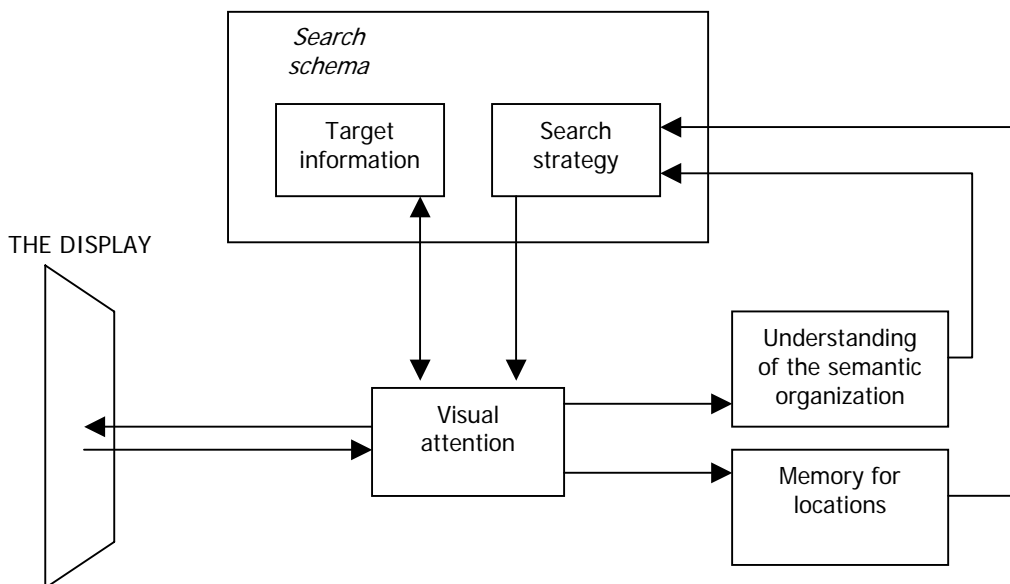 Search
schema
Target
information
Search
strategy
THE DISPLAY
Visual
attention
Understanding
of the semantic
organization
Memory for
locations